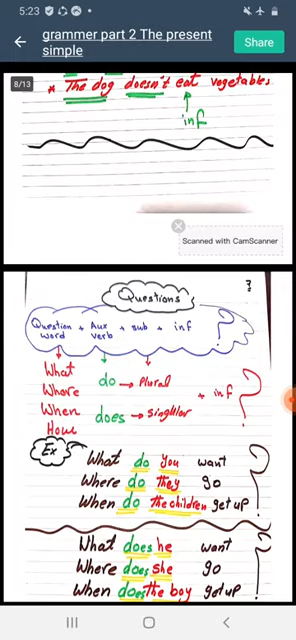 5:23
grammer part 2 The present simple
Share
8/13
* The dog doesn't eat vegetables
inf
Scanned with CamScanner
Questions
?
Question word + Aux verb + sub + inf ?
What
Where
When
How
do → Plural
does → Singular
+ inf ?
Ex
What do you want
Where do they go
When do the children get up ?
What does he want
Where does she go
When does the boy get up ?